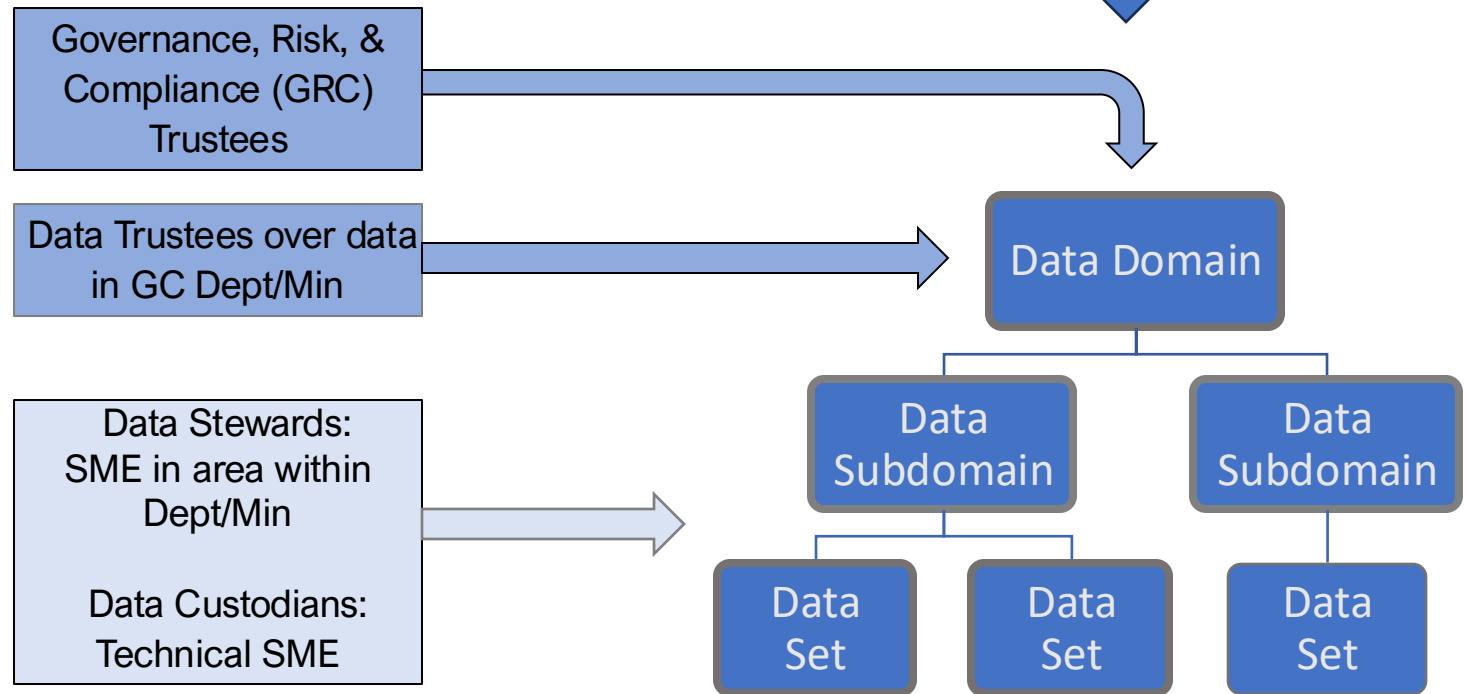 Governance, Risk, &
Compliance (GRC)
Trustees
Data Trustees over data
in GC Dept/Min
Data Domain
Data Stewards:
SME in area within
Dept/Min
Data Custodians:
Technical SME
Data
Subdomain
Data
Subdomain
Data
Set
Data
Set
Data
Set